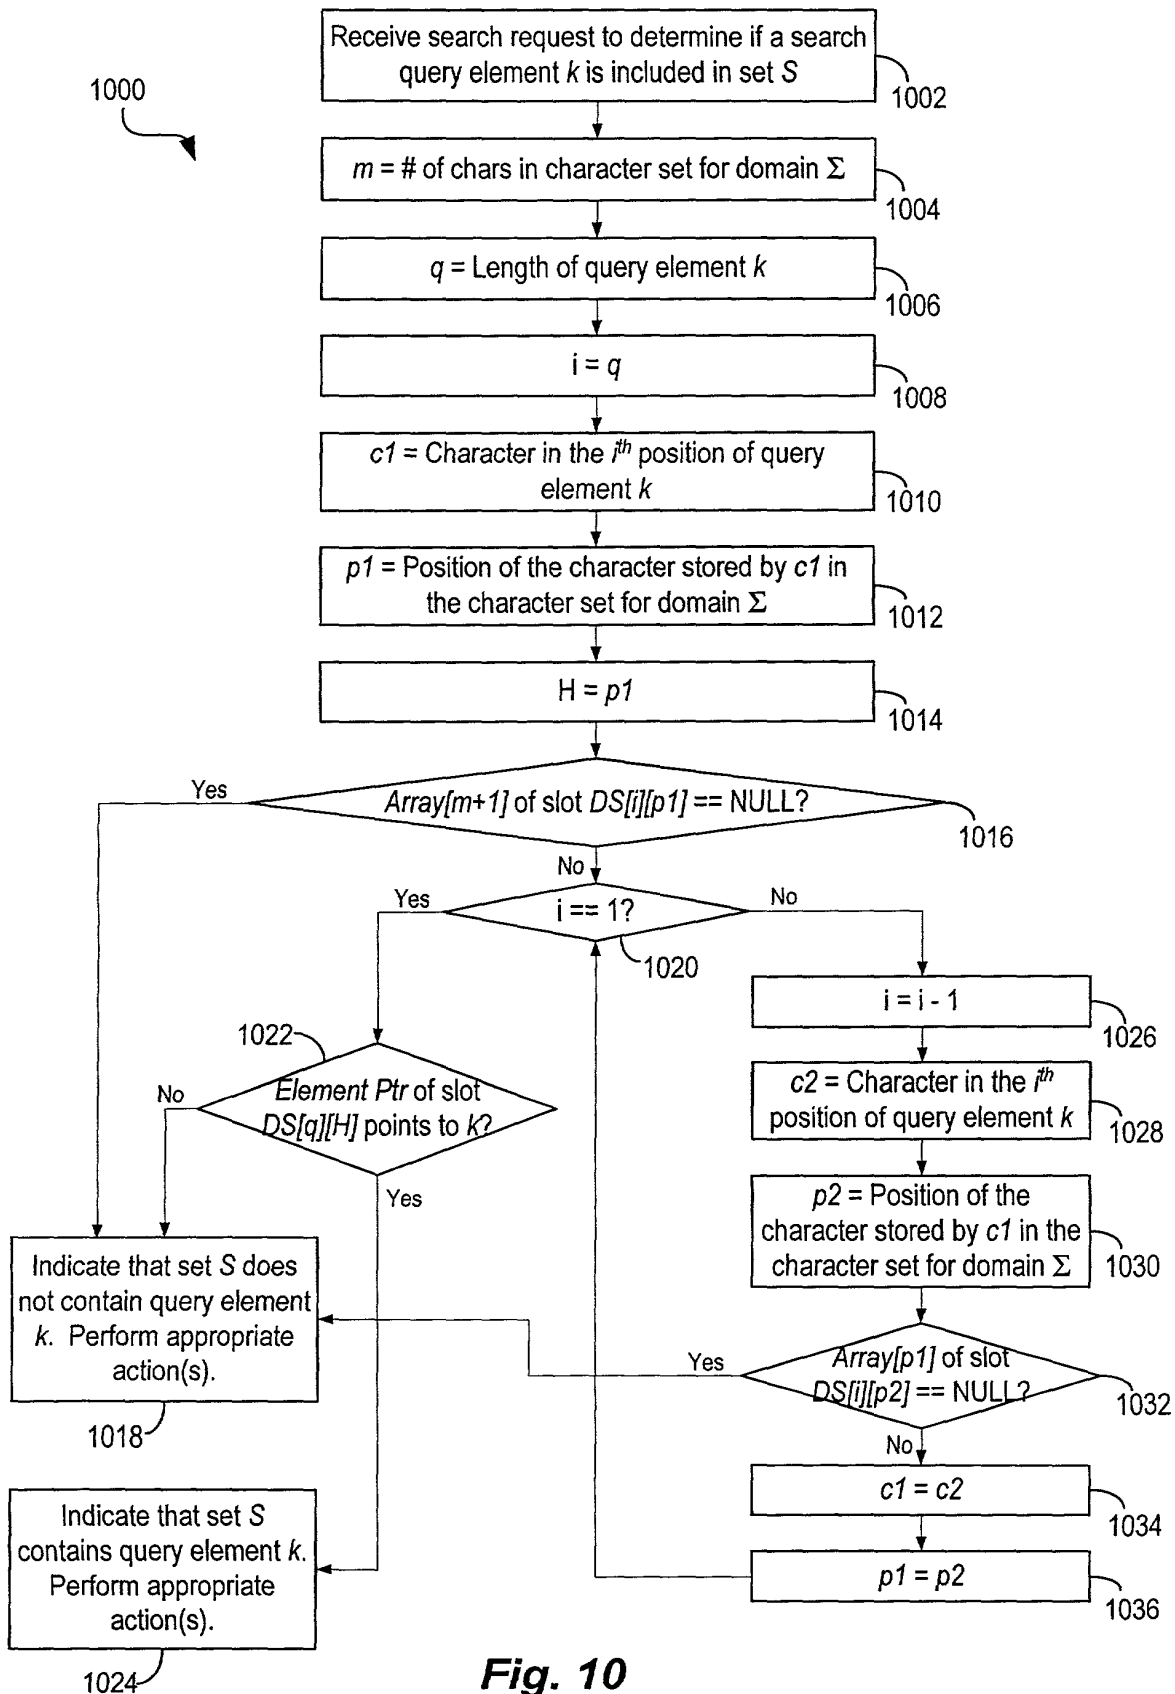 Receive search request to determine if a search
query element k is included in set S
1002
1000
m = # of chars in character set for domain Σ
1004
q = Length of query element k
1006
i = q
1008
c1 = Character in the ith position of query
element k
1010
p1 = Position of the character stored by c1 in
the character set for domain Σ
1012
H = p1
1014
Yes
Array[m+1] of slot DS[i][p1] == NULL?
1016
No
Yes
i == 1?
No
1020
i = i - 1
1026
1022
Element Ptr of slot
DS[q][H] points to k?
No
Yes
c2 = Character in the ith
position of query element k
1028
p2 = Position of the
character stored by c1 in the
character set for domain Σ
1030
Indicate that set S does
not contain query element
k. Perform appropriate
action(s).
1018
Yes
Array[p1] of slot
DS[i][p2] == NULL?
1032
No
c1 = c2
1034
p1 = p2
1036
Indicate that set S
contains query element k.
Perform appropriate
action(s).
1024
Fig. 10